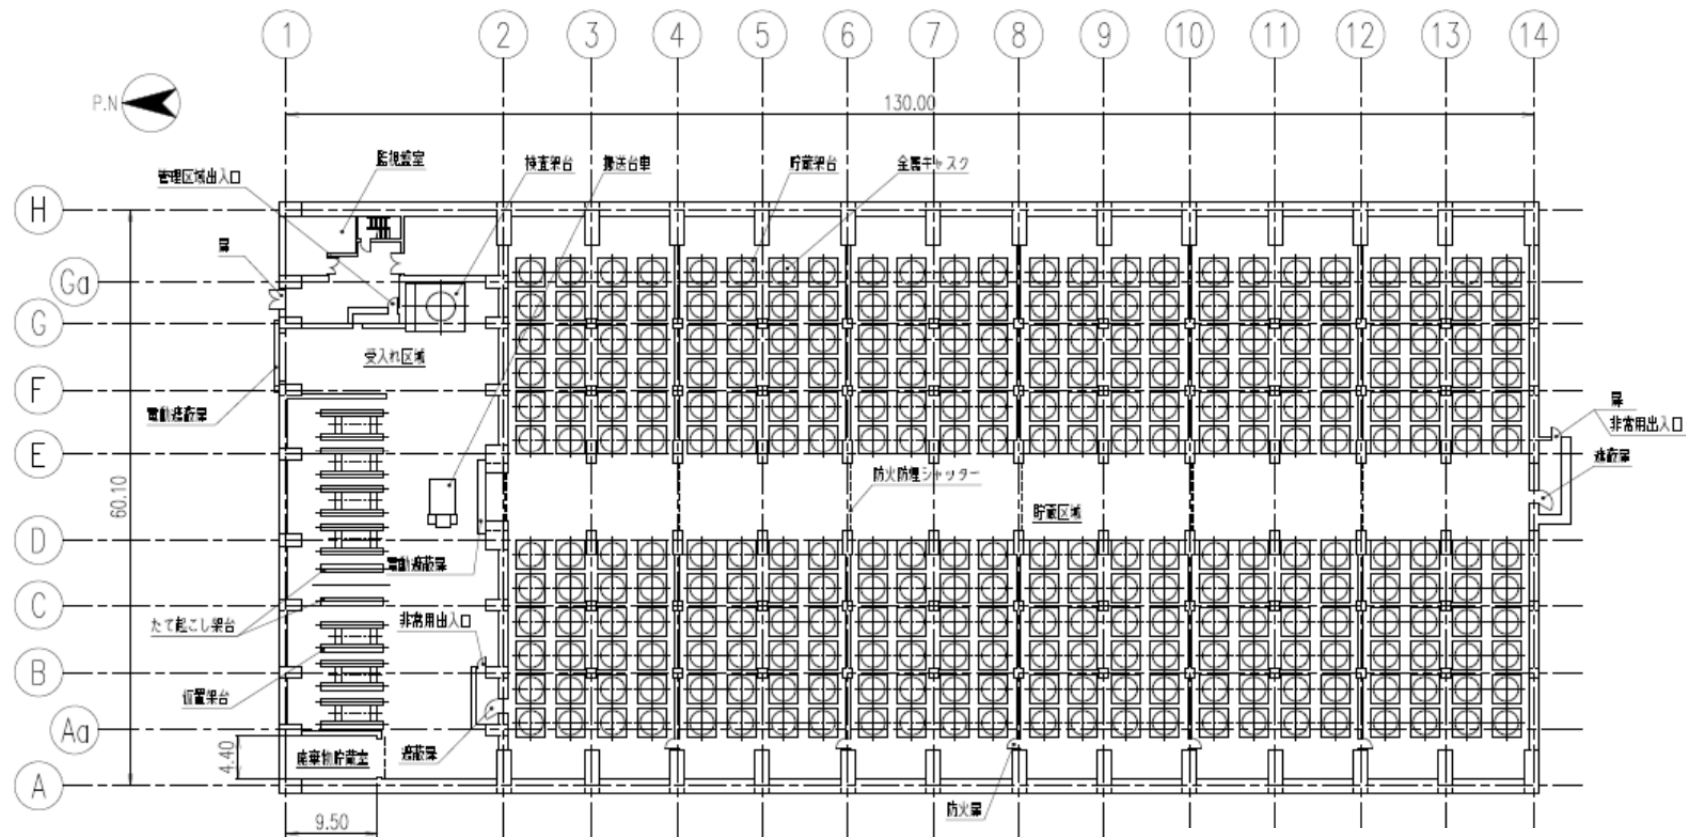 1 2 3 4 5 6 7 8 9 10 11 12 13 14
P.N
130.00
監視盤室
検査架台
搬送台車
貯蔵架台
金属キャスク
管理区域出入口
H
扉
Ga
G
受入れ区域
F
電動遮蔽扉
扉
非常用出入口
E
遮蔽扉
防火防煙シャッター
60.10
貯蔵区域
D
電動遮蔽扉
C
たて起こし架台
非常用出入口
B
仮置架台
Aa
4.40
廃棄物貯蔵室
遮蔽扉
A
防火扉
9.50